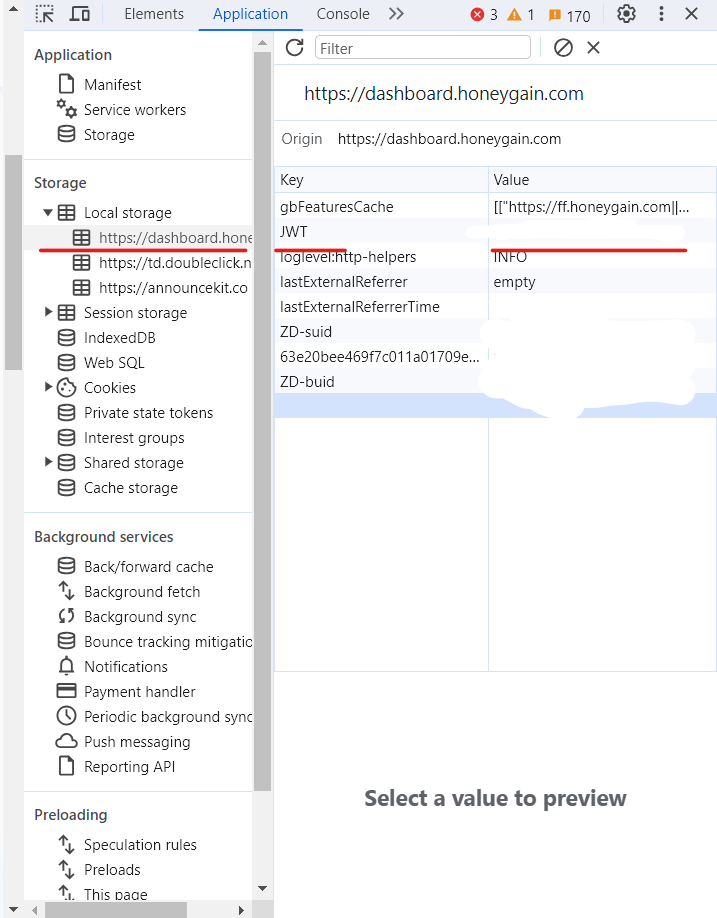 Elements Application Console 3 1 170
Application
Manifest
Service workers
Storage
Storage
Local storage
https://dashboard.hone
https://td.doubleclick.n
https://announcekit.co
Session storage
IndexedDB
Web SQL
Cookies
Private state tokens
Interest groups
Shared storage
Cache storage
Background services
Back/forward cache
Background fetch
Background sync
Bounce tracking mitigatio
Notifications
Payment handler
Periodic background sync
Push messaging
Reporting API
Preloading
Speculation rules
Preloads
This page
Filter
https://dashboard.honeygain.com
Origin https://dashboard.honeygain.com
Key Value
gbFeaturesCache [["https://ff.honeygain.com||...
JWT
loglevel:http-helpers INFO
lastExternalReferrer empty
lastExternalReferrerTime
ZD-suid
63e20bee469f7c011a01709e...
ZD-buid
Select a value to preview